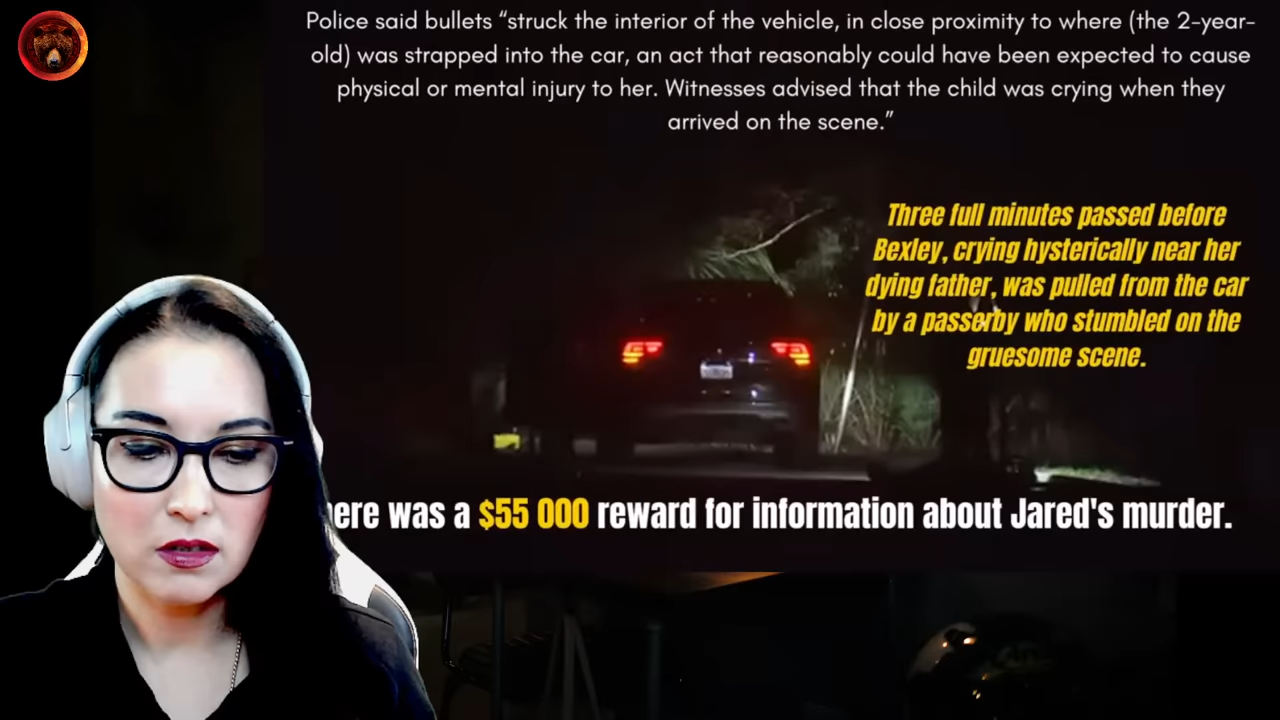 Police said bullets “struck the interior of the vehicle, in close proximity to where (the 2-year-
old) was strapped into the car, an act that reasonably could have been expected to cause
physical or mental injury to her. Witnesses advised that the child was crying when they
arrived on the scene.”
Three full minutes passed before
Bexley, crying hysterically near her
dying father, was pulled from the car
by a passerby who stumbled on the
gruesome scene.
ere was a $55 000 reward for information about Jared's murder.